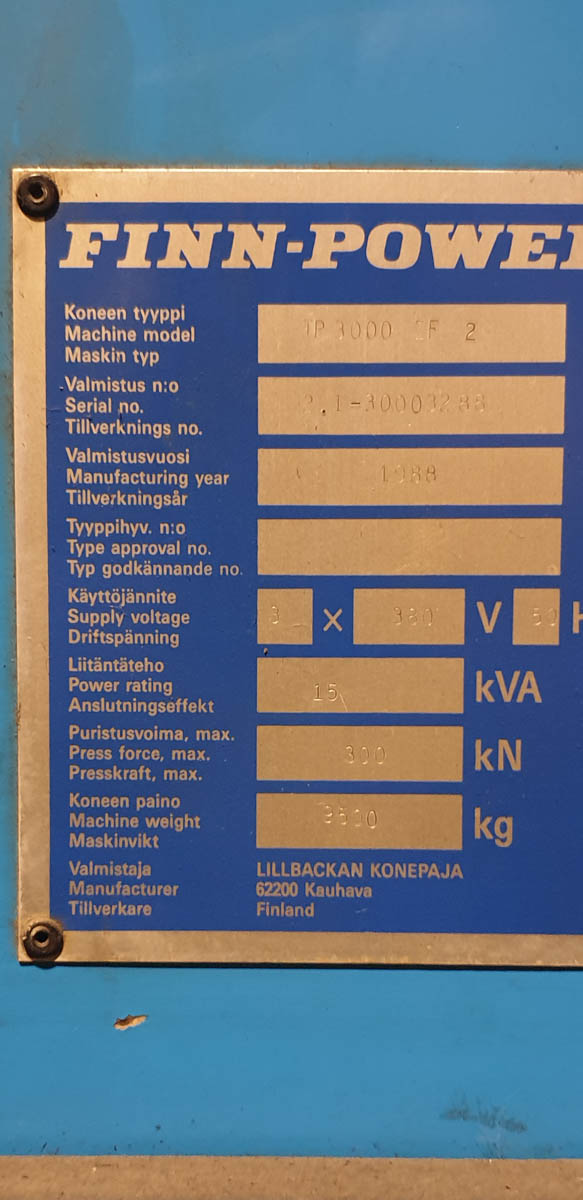 FINN-POWE
Koneen tyyppi
Machine model
Maskin typ
3000 2
Valmistus n:o
Serial no.
Tillverknings no.
Valmistusvuosi
Manufacturing year
Tillverkningsår
1988
Tyyppihyv. n:o
Type approval no.
Typ godkännande no.
Käyttöjännite
Supply voltage
Driftspänning
3 x 380 V 50 H
Liitäntäteho
Power rating
Anslutningseffekt
15 kVA
Puristusvoima, max.
Press force, max.
Presskraft, max.
300 kN
Koneen paino
Machine weight
Maskinvikt
kg
Valmistaja
Manufacturer
Tillverkare
LILLBACKAN KONEPAJA
62200 Kauhava
Finland